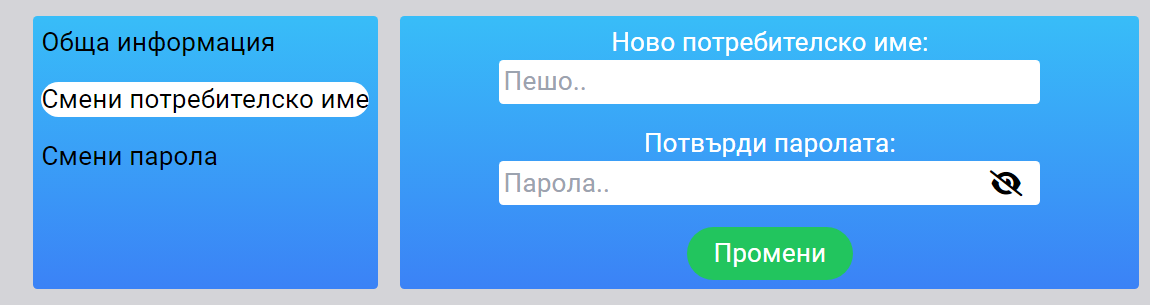 Обща информация
Смени потребителско име
Смени парола
Ново потребителско име:
Пешо..
Потвърди паролата:
Парола..
Промени